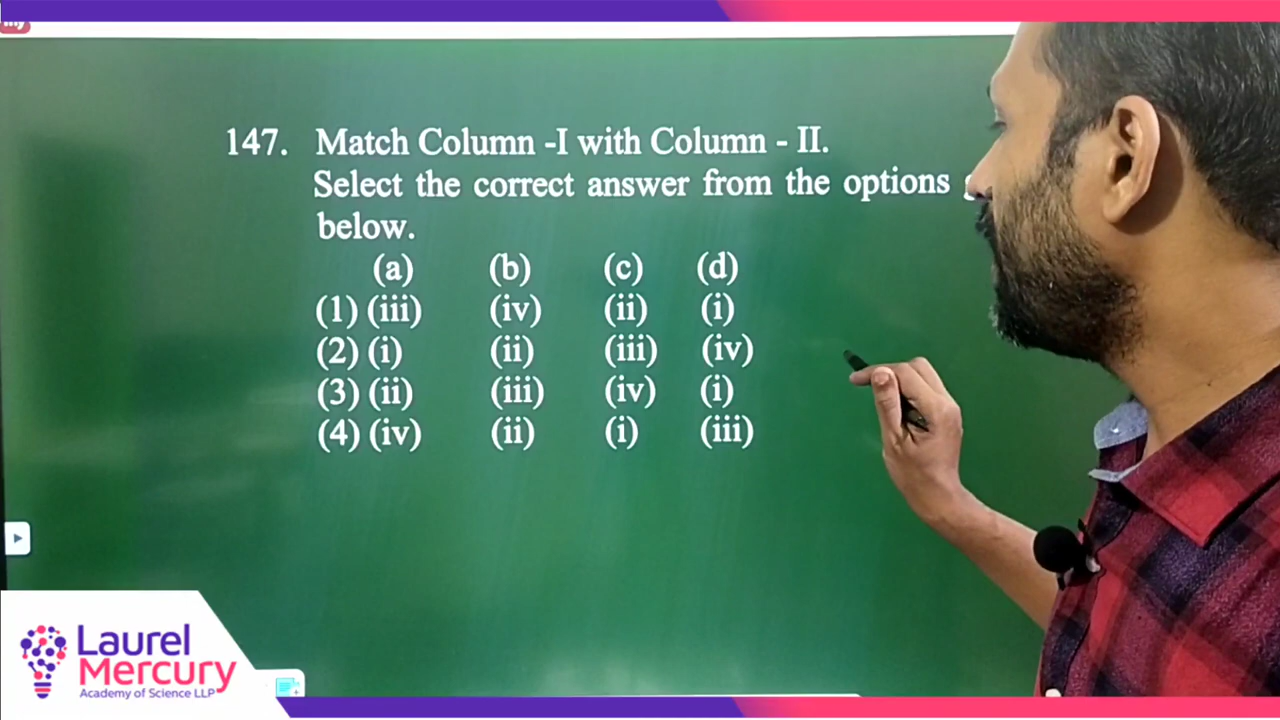 147. Match Column -I with Column - II.
Select the correct answer from the options
below.
(a) (b) (c) (d)
(1) (iii) (iv) (ii) (i)
(2) (i) (ii) (iii) (iv)
(3) (ii) (iii) (iv) (i)
(4) (iv) (ii) (i) (iii)
Laurel
Mercury
Academy of Science LLP